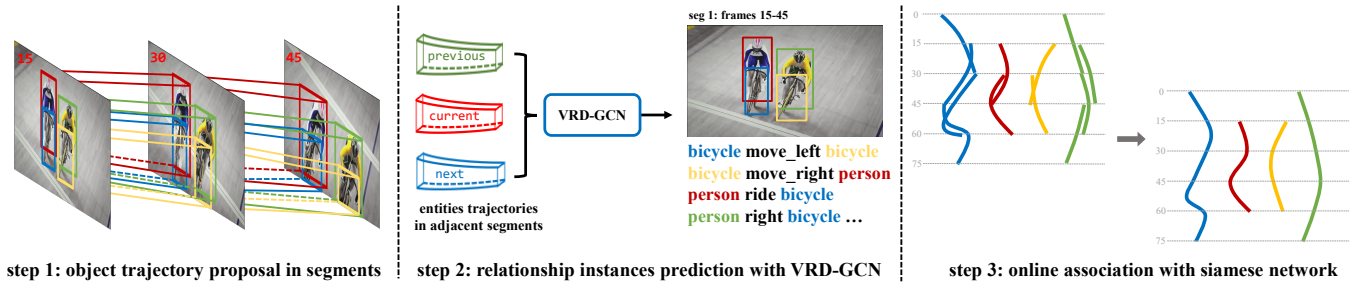 15
30
45
step 1: object trajectory proposal in segments
previous
current
next
entities trajectories
in adjacent segments
VRD-GCN
seg 1: frames 15-45
bicycle move_left bicycle
bicycle move_right person
person ride bicycle
person right bicycle …
step 2: relationship instances prediction with VRD-GCN
0
15
30
45
60
75
0
15
30
45
60
75
step 3: online association with siamese network